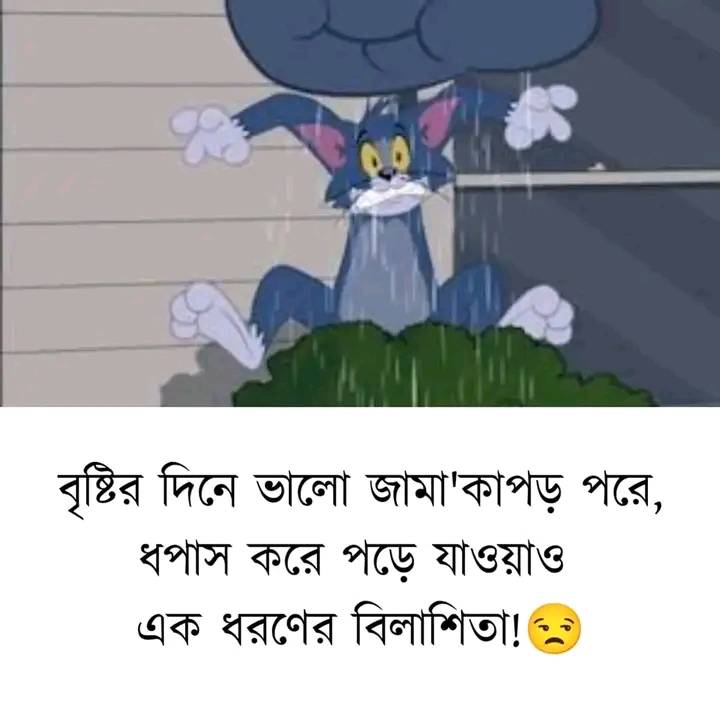 বৃষ্টির দিনে ভালো জামা'কাপড় পরে,
ধপাস করে পড়ে যাওয়াও
এক ধরণের বিলাশিতা!😒